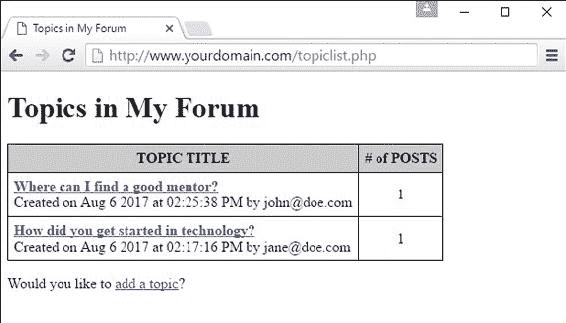 Topics in My Forum
http://www.yourdomain.com/topiclist.php
Topics in My Forum
TOPIC TITLE # of POSTS
Where can I find a good mentor?
Created on Aug 6 2017 at 02:25:38 PM by john@doe.com
1
How did you get started in technology?
Created on Aug 6 2017 at 02:17:16 PM by jane@doe.com
1
Would you like to add a topic?